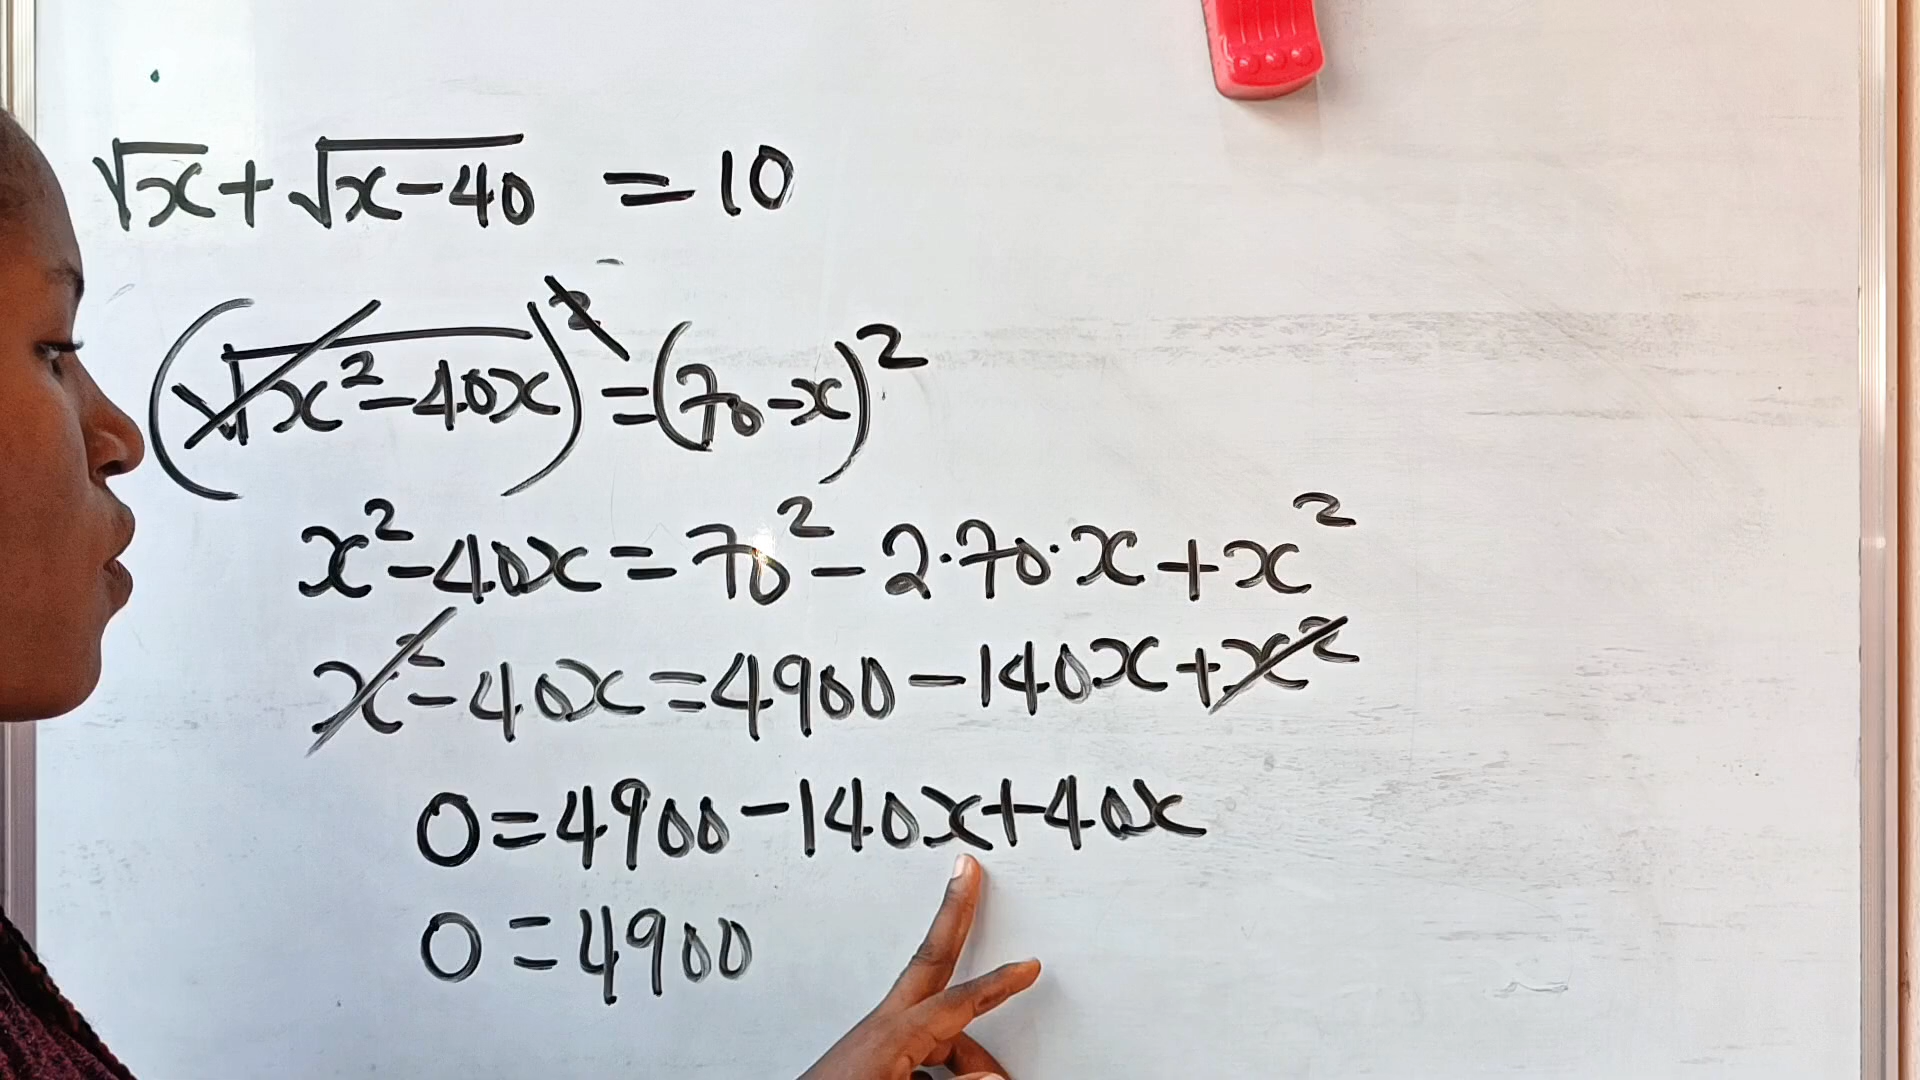 √x + √x-40 = 10
(√x²-40x)² = (70-x)²
x²-40x = 70² - 2·70·x + x²
x²-40x = 4900 - 140x + x²
0 = 4900 - 140x + 40x
0 = 4900